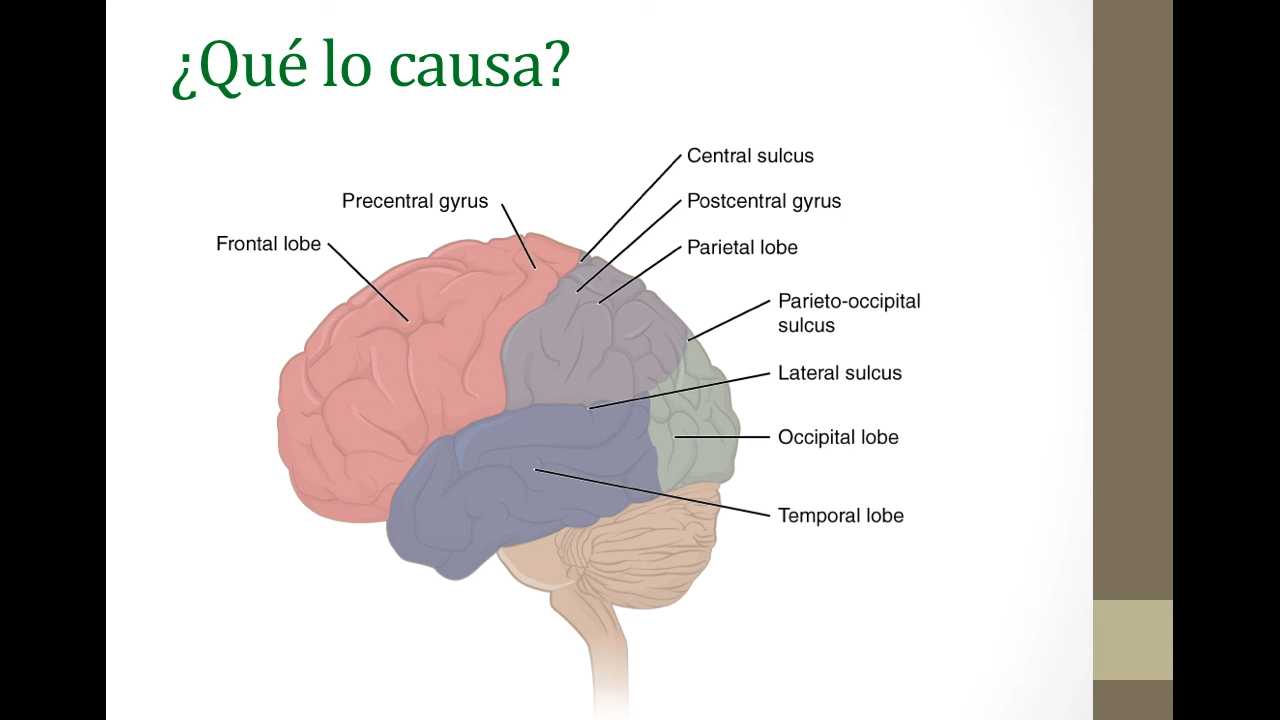 ¿Qué lo causa?
Central sulcus
Precentral gyrus
Postcentral gyrus
Frontal lobe
Parietal lobe
Parieto-occipital
sulcus
Lateral sulcus
Occipital lobe
Temporal lobe